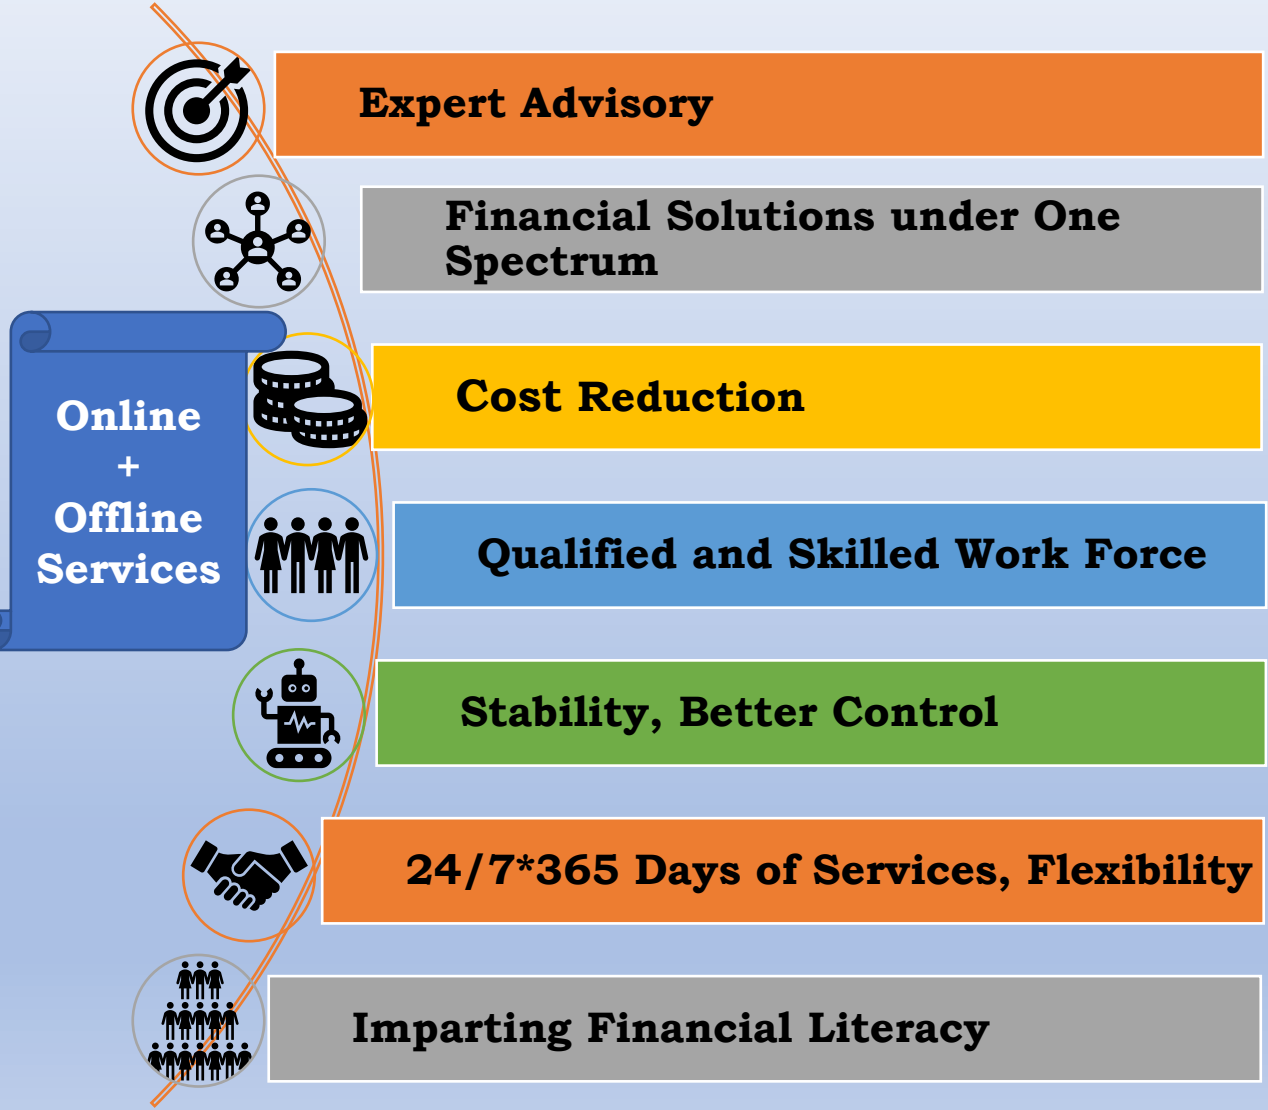 Expert Advisory
Financial Solutions under One
Spectrum
Cost Reduction
Online
+
Offline
Services
Qualified and Skilled Work Force
Stability, Better Control
24/7*365 Days of Services, Flexibility
Imparting Financial Literacy